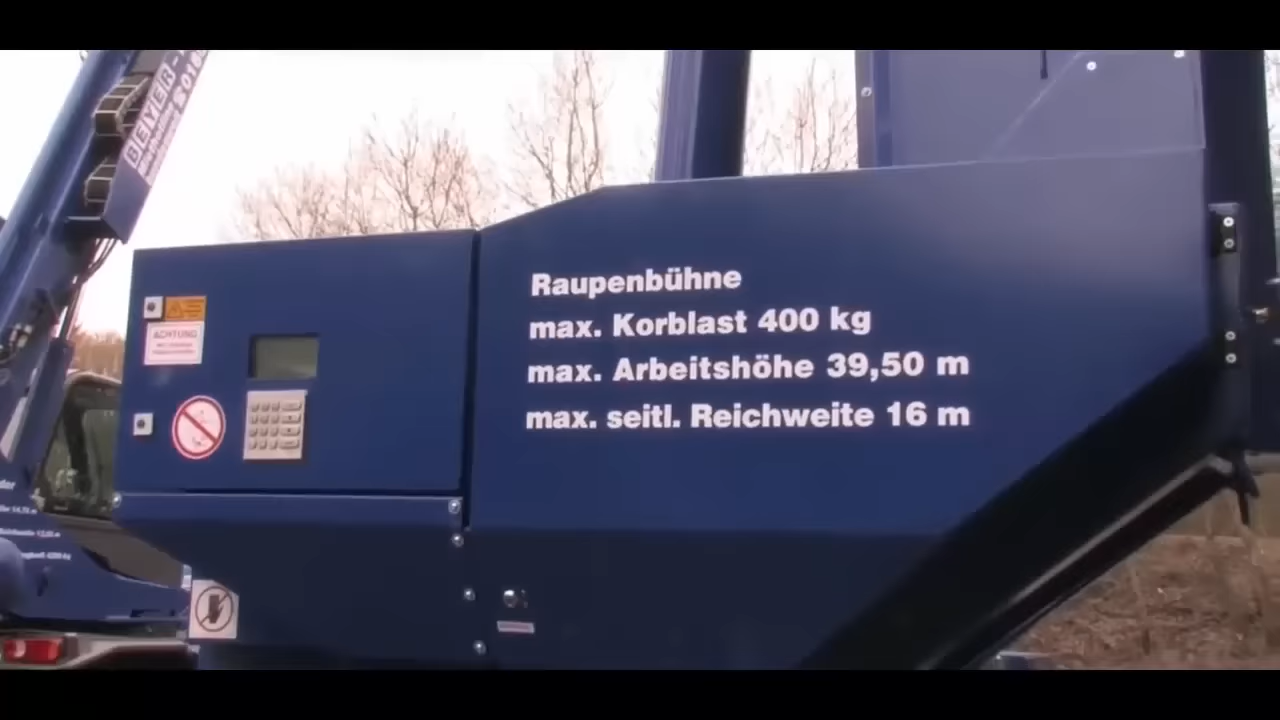 BEYER-
Raupenbühne
max. Korblast 400 kg
max. Arbeitshöhe 39,50 m
max. seitl. Reichweite 16 m
ACHTUNG